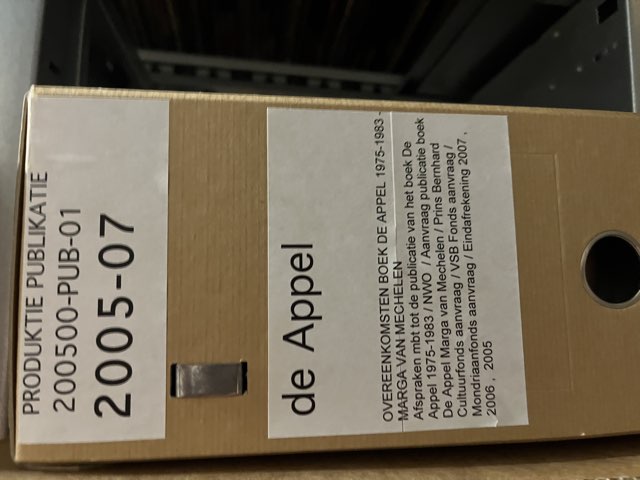 PRODUKTIE PUBLIKATIE
200500-PUB-01
2005-07
de Appel
OVEREENKOMSTEN BOEK DE APPEL 1975-1983 -
MARGA VAN MECHELEN
Afspraken mbt tot de publicatie van het boek De
Appel 1975-1983 / NWO / Aanvraag publicatie boek
De Appel Marga van Mechelen / Prins Bernhard
Cultuurfonds aanvraag / VSB Fonds aanvraag /
Mondriaanfonds aanvraag / Eindafrekening 2007 ,
2006 , 2005